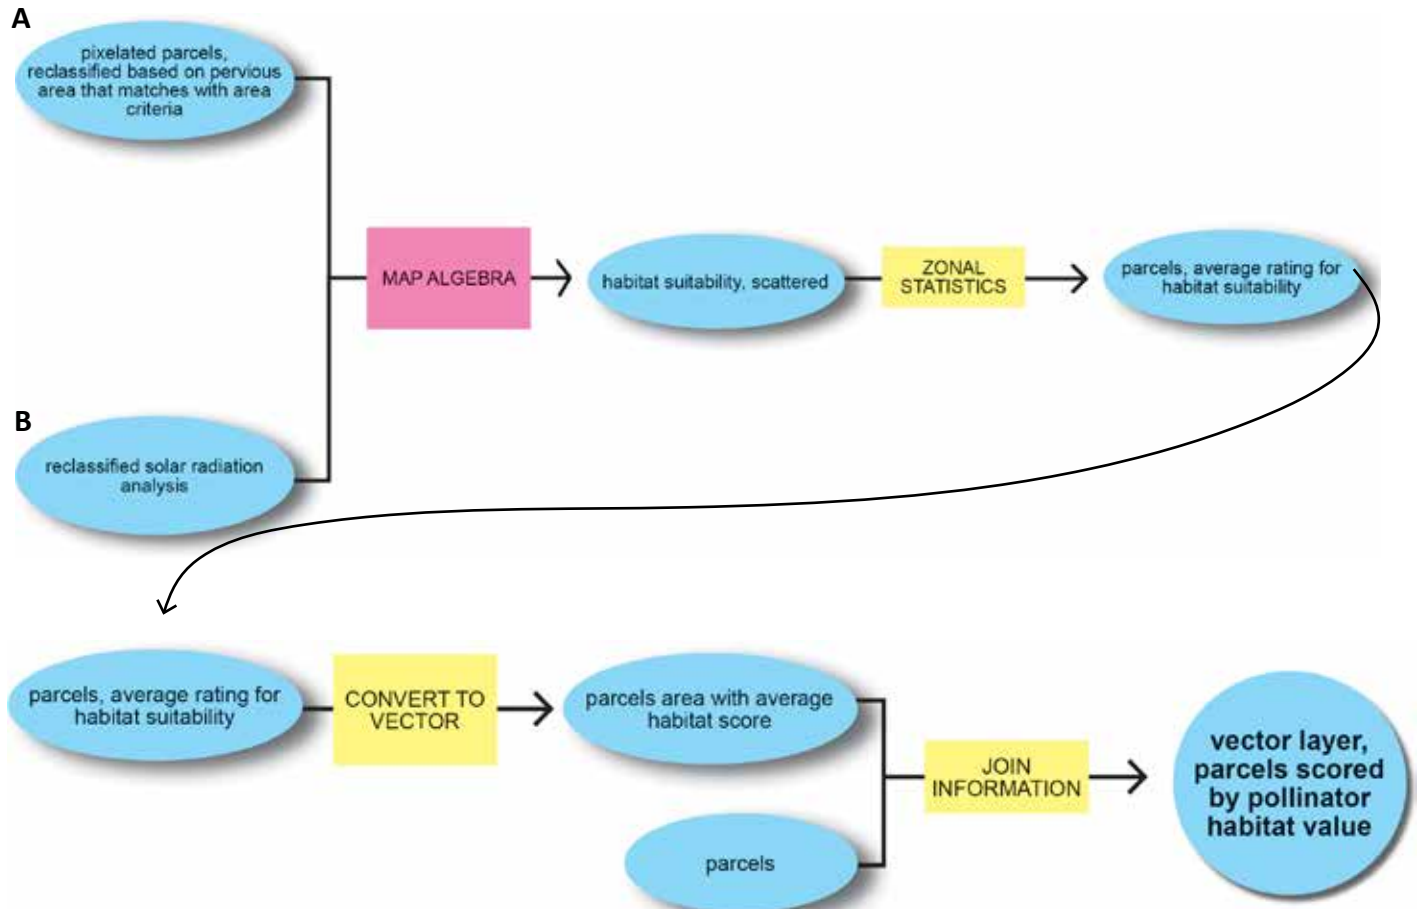 A
pixelated parcels,
reclassified based on pervious
area that matches with area
criteria
MAP ALGEBRA
habitat suitability, scattered
ZONAL
STATISTICS
parcels, average rating for
habitat suitability
B
reclassified solar radiation
analysis
parcels, average rating for
habitat suitability
CONVERT TO
VECTOR
parcels area with average
habitat score
parcels
JOIN
INFORMATION
vector layer,
parcels scored
by pollinator
habitat value